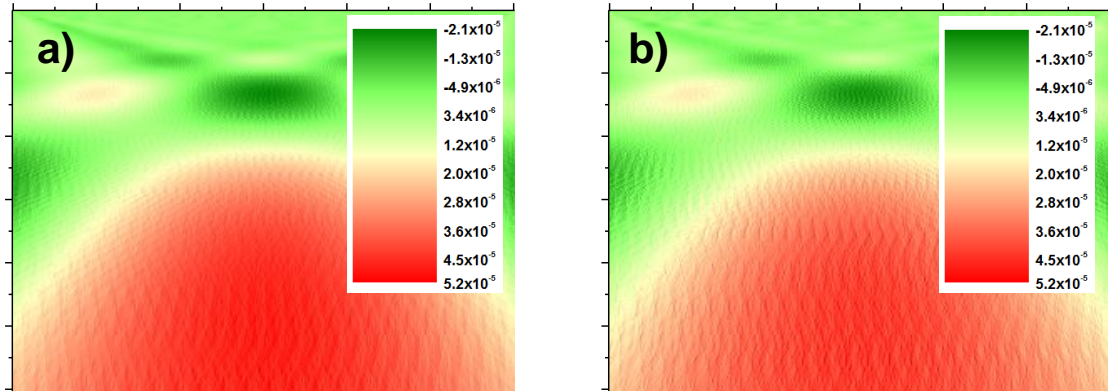 a)
-2.1x10⁻⁵
-1.3x10⁻⁵
-4.9x10⁻⁶
3.4x10⁻⁶
1.2x10⁻⁵
2.0x10⁻⁵
2.8x10⁻⁵
3.6x10⁻⁵
4.5x10⁻⁵
5.2x10⁻⁵
b)
-2.1x10⁻⁵
-1.3x10⁻⁵
-4.9x10⁻⁶
3.4x10⁻⁶
1.2x10⁻⁵
2.0x10⁻⁵
2.8x10⁻⁵
3.6x10⁻⁵
4.5x10⁻⁵
5.2x10⁻⁵